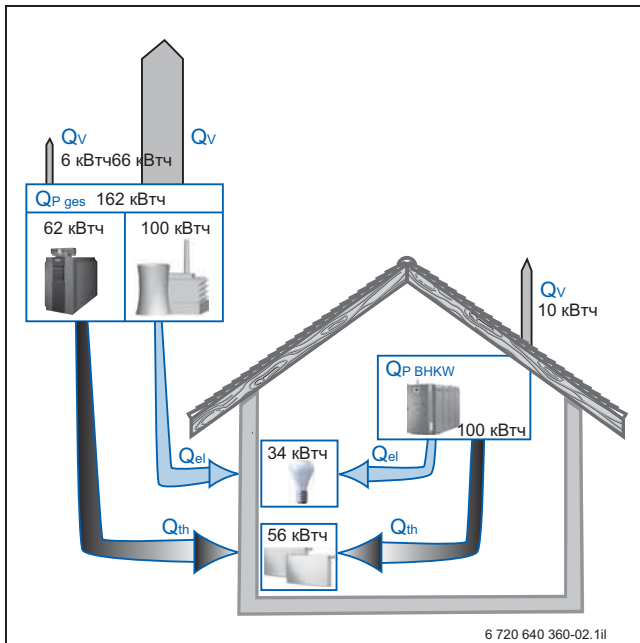 QV
QV
6 кВтч66 кВтч
QP ges 162 кВтч
62 кВтч
100 кВтч
QV
10 кВтч
QP BHKW
100 кВтч
Qel
34 кВтч
Qel
Qth
56 кВтч
Qth
6 720 640 360-02.1il